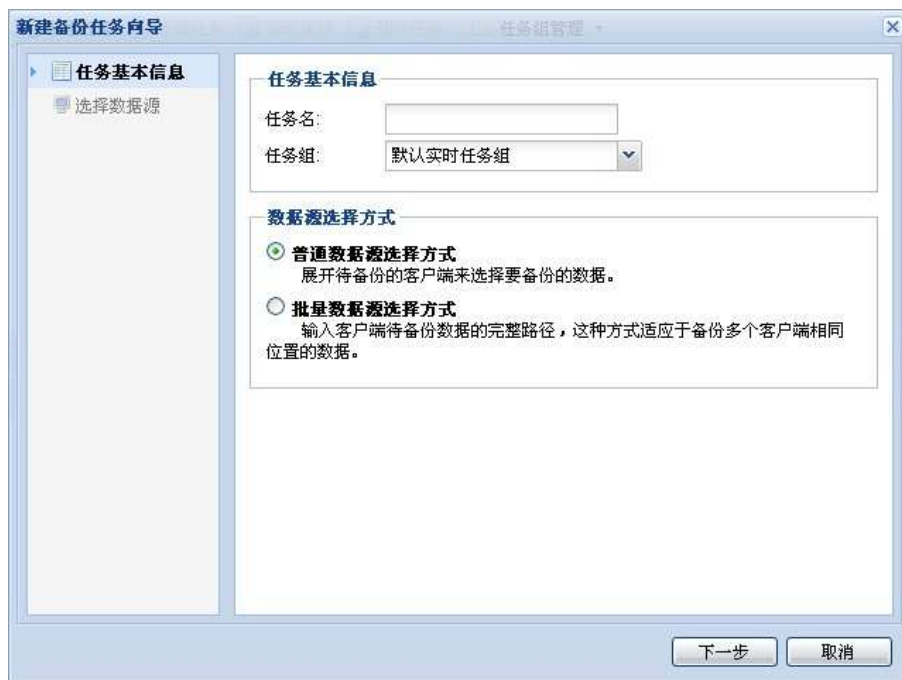 新建备份任务向导
任务组管理
任务基本信息
选择数据源
任务基本信息
任务名:
任务组:
默认实时任务组
数据源选择方式
普通数据源选择方式
展开待备份的客户端来选择要备份的数据。
批量数据源选择方式
输入客户端待备份数据的完整路径，这种方式适应于备份多个客户端相同
位置的数据。
下一步
取消